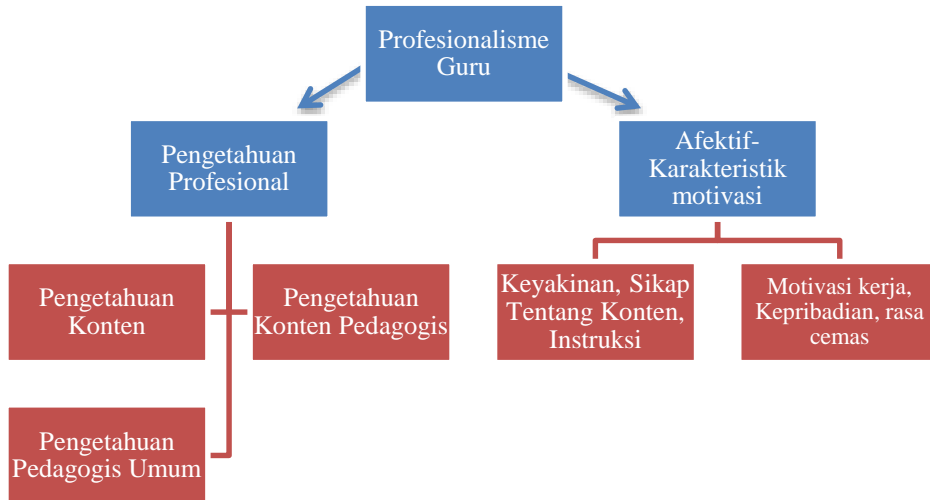 Profesionalisme
Guru
Pengetahuan
Profesional
Afektif-
Karakteristik
motivasi
Pengetahuan
Konten
Pengetahuan
Konten Pedagogis
Keyakinan, Sikap
Tentang Konten,
Instruksi
Motivasi kerja,
Kepribadian, rasa
cemas
Pengetahuan
Pedagogis Umum